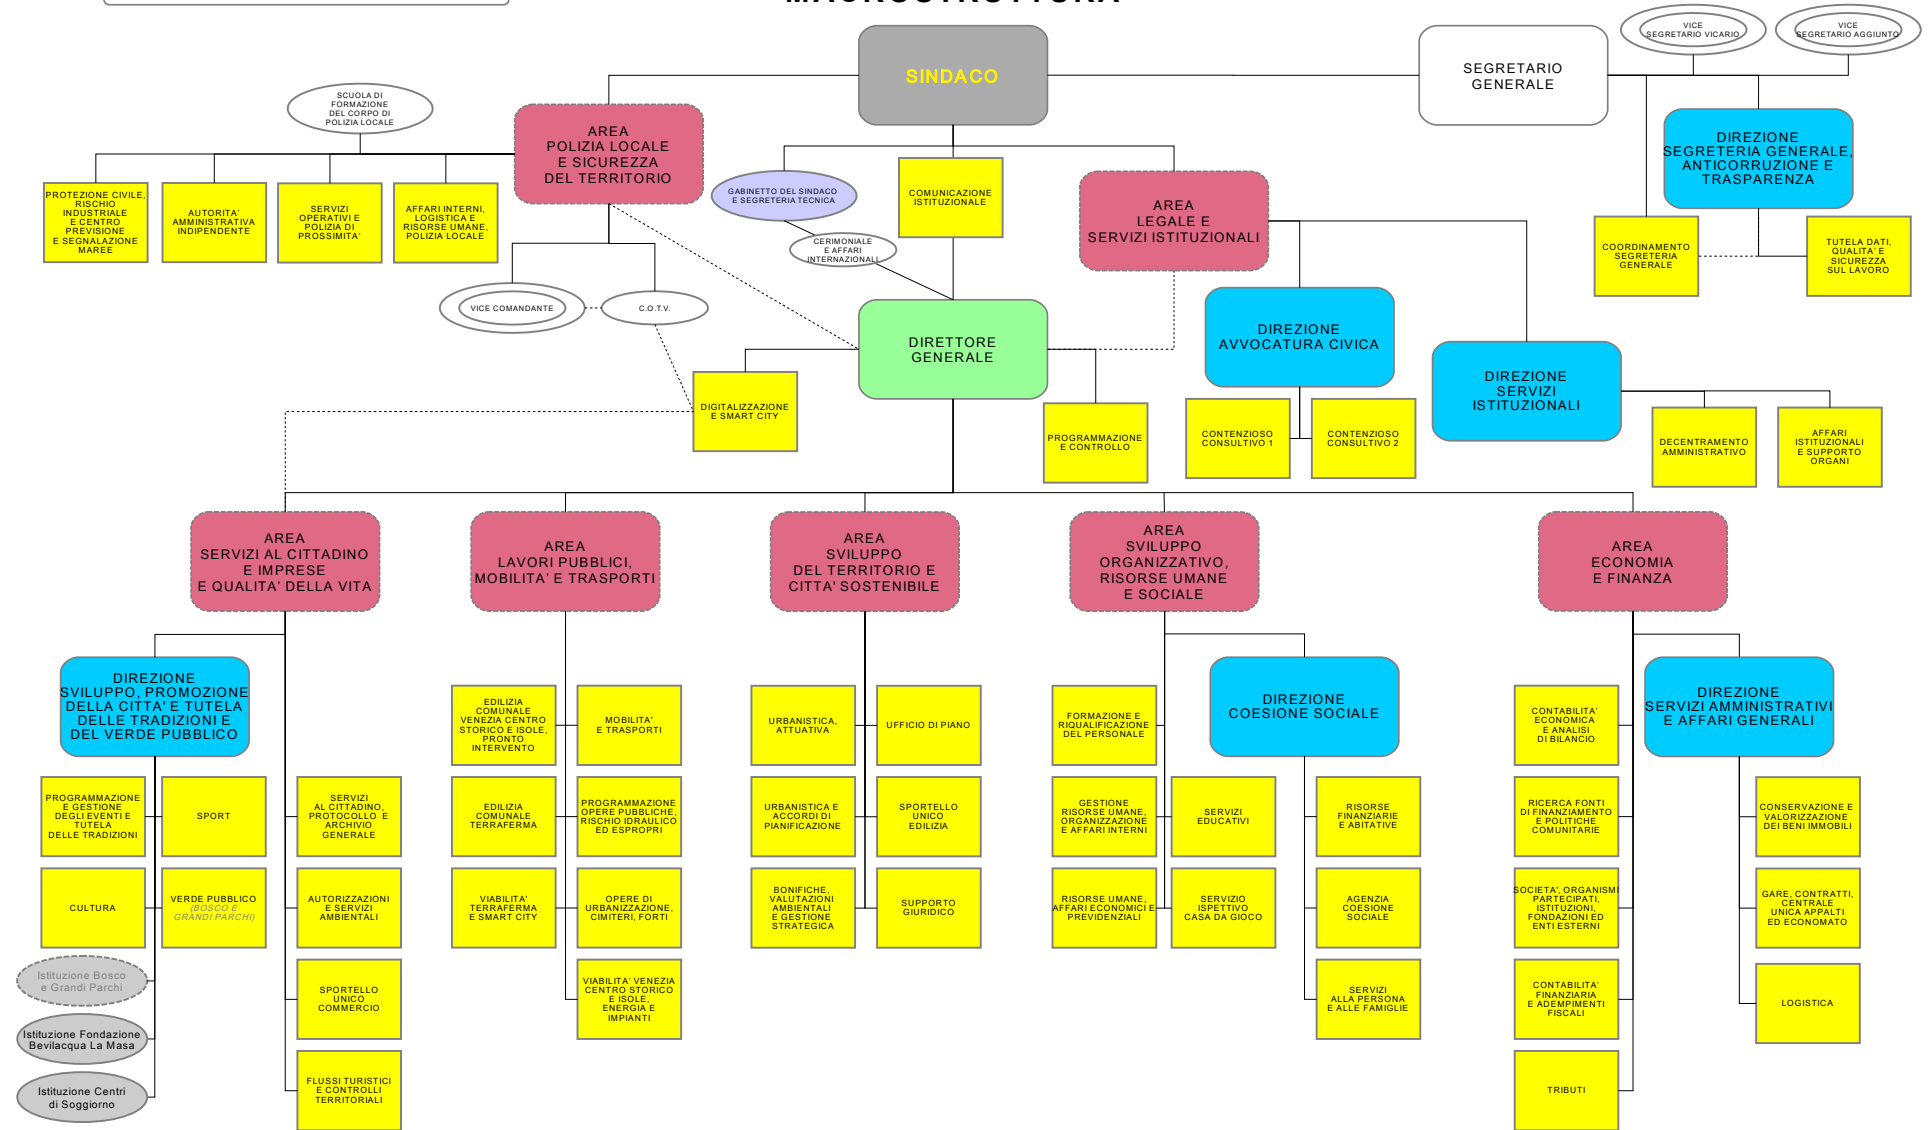 MACROSTRUTTURA
VICE
SEGRETARIO VICARIO
VICE
SEGRETARIO AGGIUNTO
SINDACO
SEGRETARIO
GENERALE
SCUOLA DI
FORMAZIONE
DEL CORPO DI
POLIZIA LOCALE
AREA
POLIZIA LOCALE
E SICUREZZA
DEL TERRITORIO
DIREZIONE
SEGRETERIA GENERALE,
ANTICORRUZIONE E
TRASPARENZA
PROTEZIONE CIVILE,
RISCHIO
INDUSTRIALE
E CENTRO
PREVISIONE
E SEGNALAZIONE
MAREE
AUTORITA'
AMMINISTRATIVA
INDIPENDENTE
SERVIZI
OPERATIVI E
POLIZIA DI
PROSSIMITA'
AFFARI INTERNI,
LOGISTICA E
RISORSE UMANE,
POLIZIA LOCALE
GABINETTO DEL SINDACO
E SEGRETERIA TECNICA
COMUNICAZIONE
ISTITUZIONALE
AREA
LEGALE E
SERVIZI ISTITUZIONALI
CERIMONIALE
E AFFARI
INTERNAZIONALI
COORDINAMENTO
SEGRETERIA
GENERALE
TUTELA DATI,
QUALITA' E
SICUREZZA
SUL LAVORO
VICE COMANDANTE
C.O.T.V.
DIRETTORE
GENERALE
DIREZIONE
AVVOCATURA CIVICA
DIREZIONE
SERVIZI
ISTITUZIONALI
DIGITALIZZAZIONE
E SMART CITY
PROGRAMMAZIONE
E CONTROLLO
CONTENZIOSO
CONSULTIVO 1
CONTENZIOSO
CONSULTIVO 2
DECENTRAMENTO
AMMINISTRATIVO
AFFARI
ISTITUZIONALI
E SUPPORTO
ORGANI
AREA
SERVIZI AL CITTADINO
E IMPRESE
E QUALITA' DELLA VITA
AREA
LAVORI PUBBLICI,
MOBILITA' E TRASPORTI
AREA
SVILUPPO
DEL TERRITORIO E
CITTA' SOSTENIBILE
AREA
SVILUPPO
ORGANIZZATIVO,
RISORSE UMANE
E SOCIALE
AREA
ECONOMIA
E FINANZA
DIREZIONE
SVILUPPO, PROMOZIONE
DELLA CITTA' E TUTELA
DELLE TRADIZIONI E
DEL VERDE PUBBLICO
EDILIZIA
COMUNALE
VENEZIA CENTRO
STORICO E ISOLE,
PRONTO
INTERVENTO
MOBILITA'
E TRASPORTI
URBANISTICA,
ATTUATIVA
UFFICIO DI PIANO
FORMAZIONE E
RIQUALIFICAZIONE
DEL PERSONALE
DIREZIONE
COESIONE SOCIALE
CONTABILITA'
ECONOMICA
E ANALISI
DI BILANCIO
DIREZIONE
SERVIZI AMMINISTRATIVI
E AFFARI GENERALI
PROGRAMMAZIONE
E GESTIONE
DEGLI EVENTI E
TUTELA
DELLE TRADIZIONI
SPORT
SERVIZI
AL CITTADINO,
PROTOCOLLO E
ARCHIVIO
GENERALE
EDILIZIA
COMUNALE
TERRAFERMA
PROGRAMMAZIONE
OPERE PUBBLICHE,
RISCHIO IDRAULICO
ED ESPROPRI
URBANISTICA E
ACCORDI DI
PIANIFICAZIONE
SPORTELLO
UNICO
EDILIZIA
GESTIONE
RISORSE UMANE,
ORGANIZZAZIONE
E AFFARI INTERNI
SERVIZI
EDUCATIVI
RISORSE
FINANZIARIE
E ABITATIVE
RICERCA FONTI
DI FINANZIAMENTO
E POLITICHE
COMUNITARIE
CONSERVAZIONE E
VALORIZZAZIONE
DEI BENI IMMOBILI
CULTURA
VERDE PUBBLICO
(BOSCO E
GRANDI PARCHI)
AUTORIZZAZIONI
E SERVIZI
AMBIENTALI
VIABILITA'
TERRAFERMA
E SMART CITY
OPERE DI
URBANIZZAZIONE,
CIMITERI, FORTI
BONIFICHE,
VALUTAZIONI
AMBIENTALI
E GESTIONE
STRATEGICA
SUPPORTO
GIURIDICO
RISORSE UMANE,
AFFARI ECONOMICI E
PREVIDENZIALI
SERVIZIO
ISPETTIVO
CASA DA GIOCO
AGENZIA
COESIONE
SOCIALE
SOCIETA', ORGANISMI
PARTECIPATI,
ISTITUZIONI,
FONDAZIONI ED
ENTI ESTERNI
GARE, CONTRATTI,
CENTRALE
UNICA APPALTI
ED ECONOMATO
Istituzione Bosco
e Grandi Parchi
SPORTELLO
UNICO
COMMERCIO
VIABILITA' VENEZIA
CENTRO STORICO
E ISOLE,
ENERGIA E
IMPIANTI
SERVIZI
ALLA PERSONA
E ALLE FAMIGLIE
CONTABILITA'
FINANZIARIA
E ADEMPIMENTI
FISCALI
LOGISTICA
Istituzione Fondazione
Bevilacqua La Masa
Istituzione Centri
di Soggiorno
FLUSSI TURISTICI
E CONTROLLI
TERRITORIALI
TRIBUTI